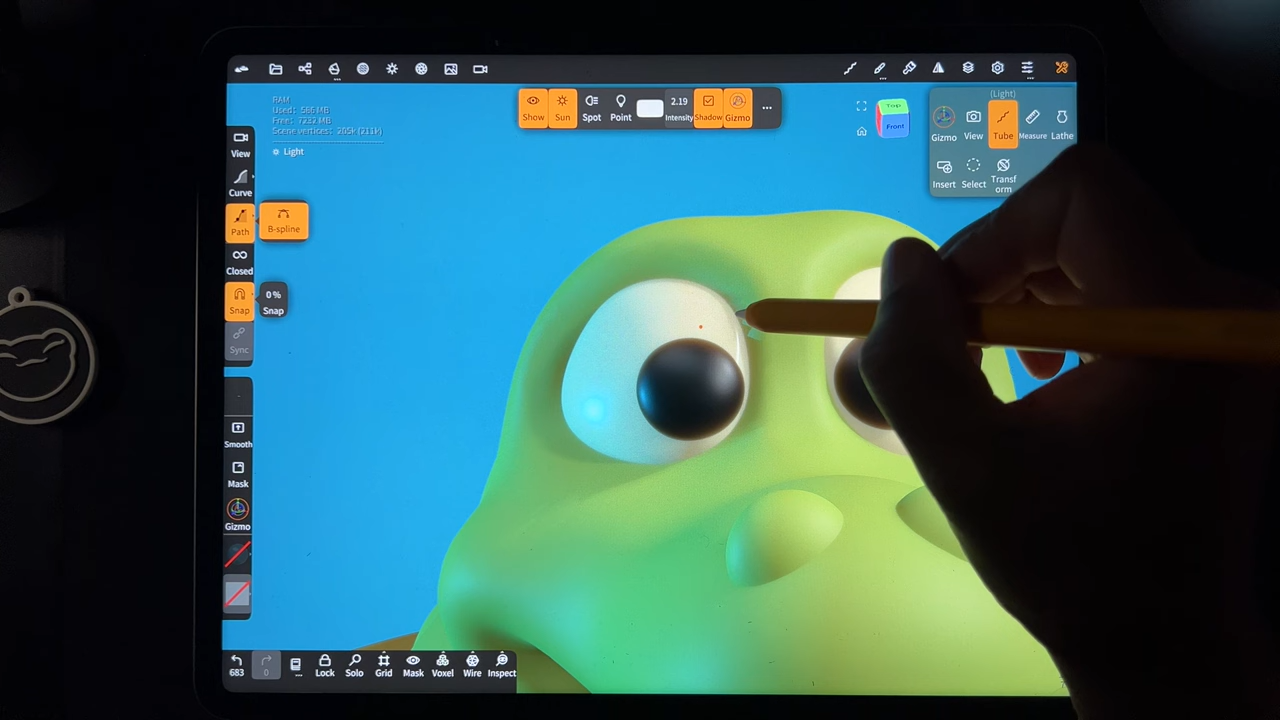 RAM
Used: 566 MB
Free: 7232 MB
Scene vertices: 205k (211k)
Light
Show
Sun
Spot
Point
2.19
Intensity
Shadow
Gizmo
...
Top
Front
(Light)
Gizmo
View
Tube
Measure
Lathe
Insert
Select
Transf
orm
View
Curve
Path
B-spline
Closed
Snap
0 %
Snap
Sync
Smooth
Mask
Gizmo
683
0
Lock
Solo
Grid
Mask
Voxel
Wire
Inspect